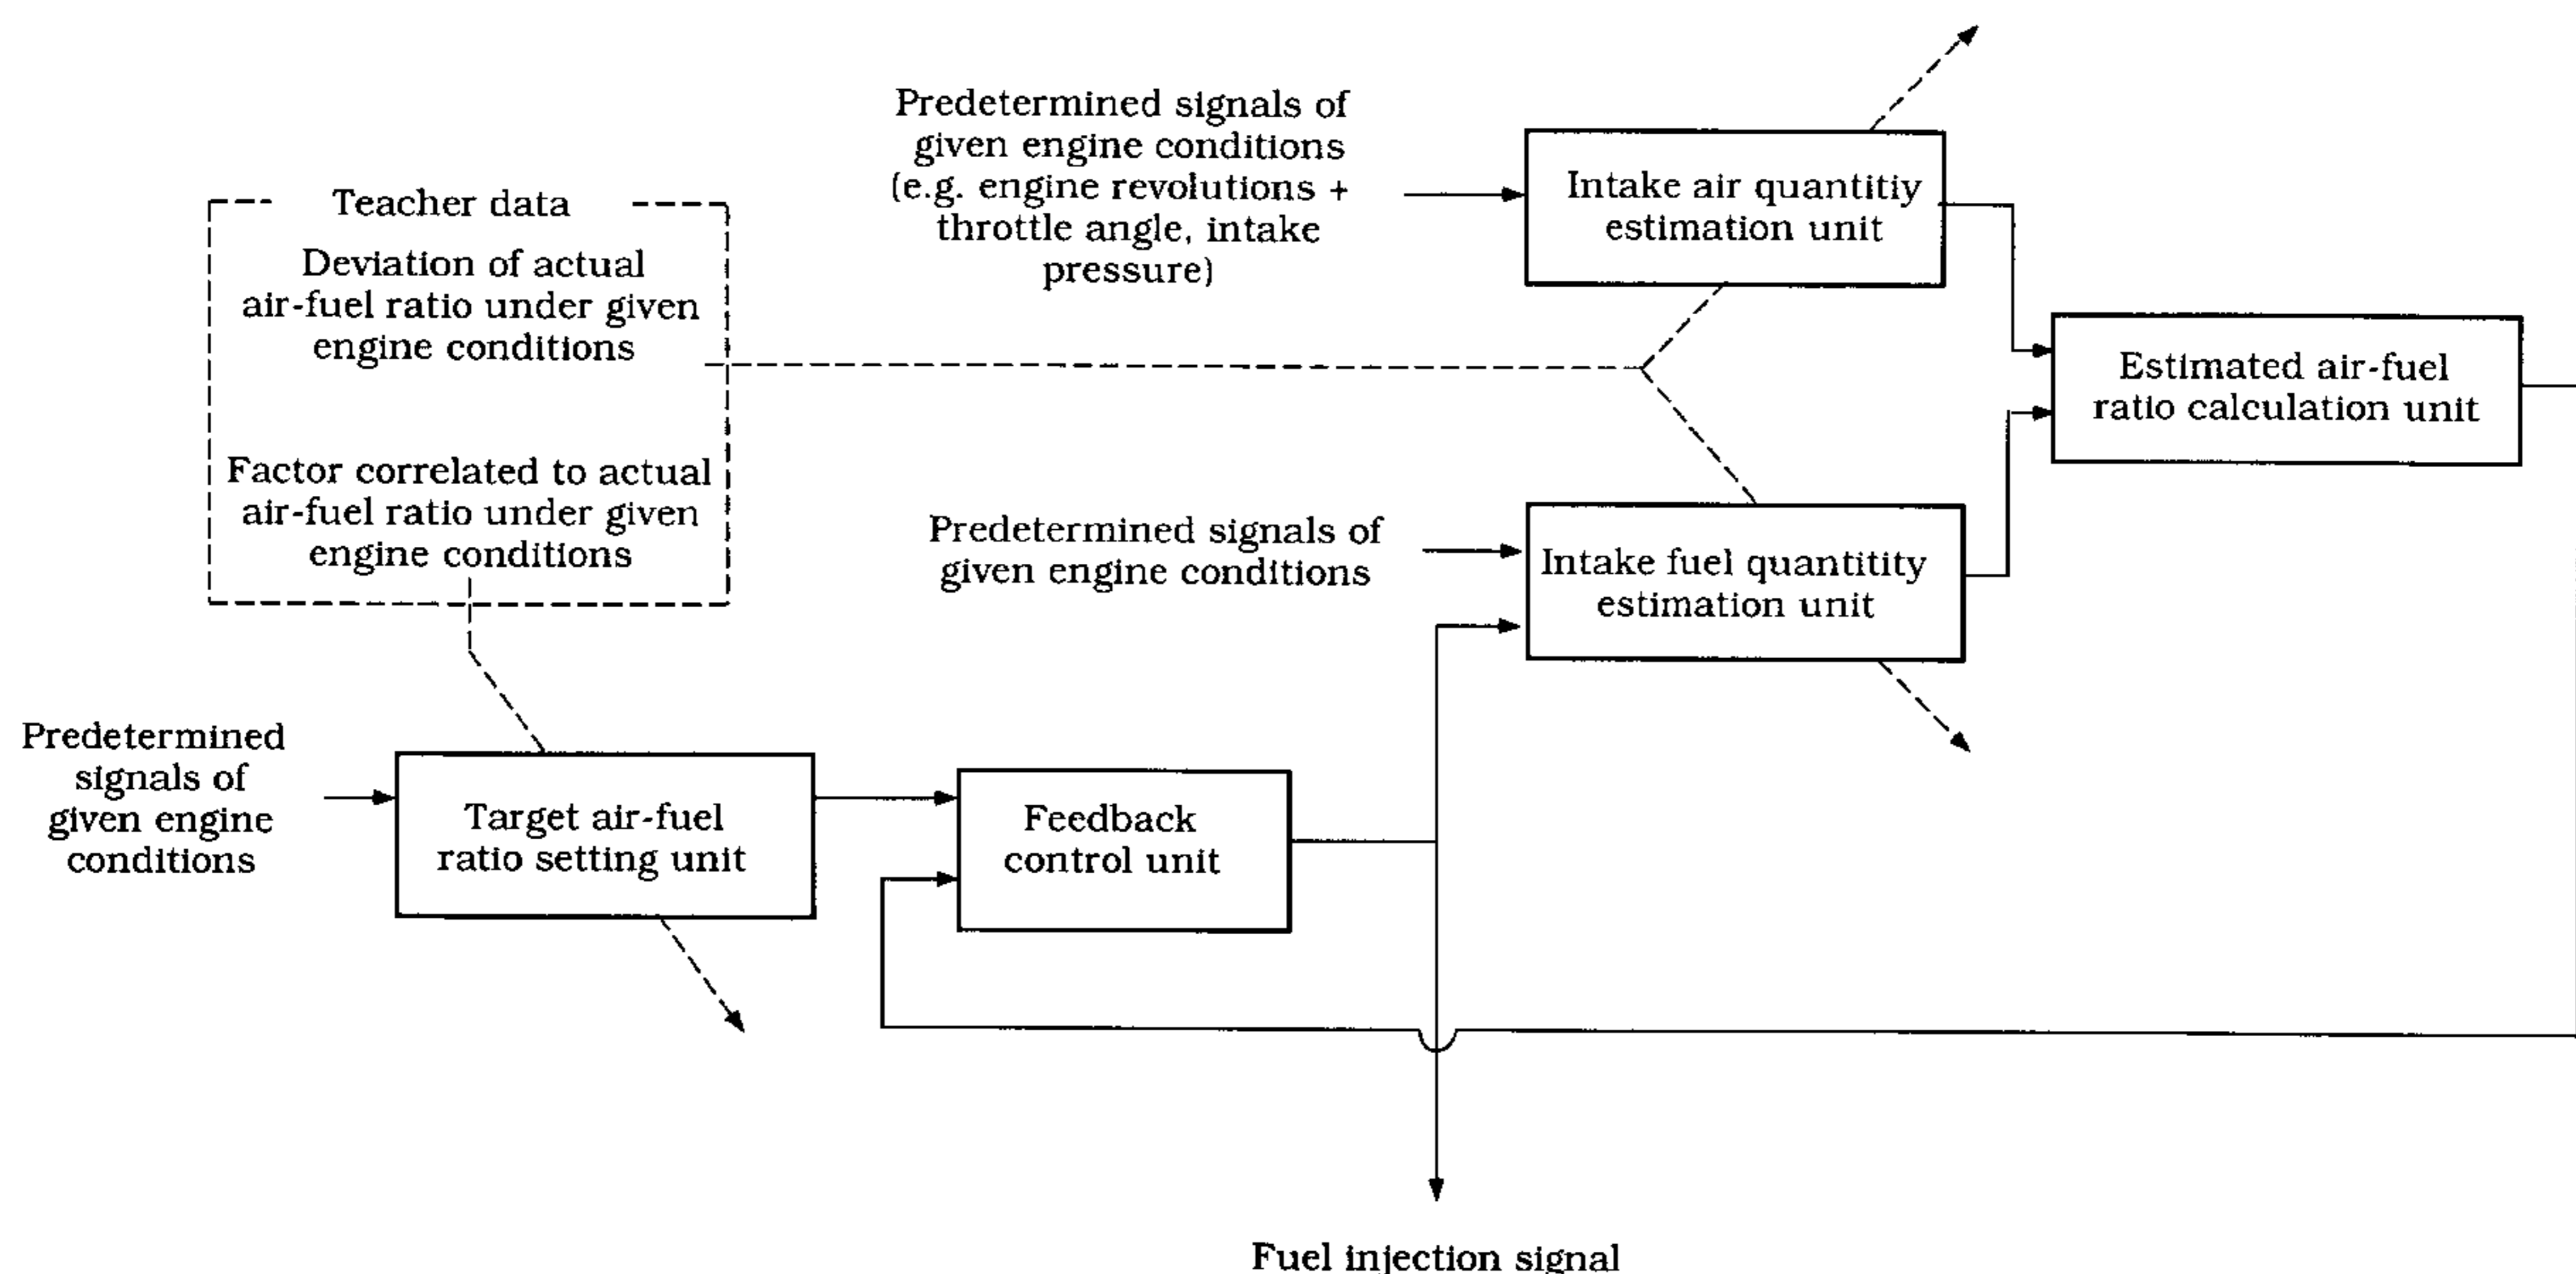 Predetermined signals of
given engine conditions
(e.g. engine revolutions +
throttle angle, intake
pressure)
Intake air quantitiy
estimation unit
Teacher data
Deviation of actual
air-fuel ratio under given
engine conditions
Factor correlated to actual
air-fuel ratio under given
engine conditions
Estimated air-fuel
ratio calculation unit
Predetermined signals of
given engine conditions
Intake fuel quantitity
estimation unit
Predetermined
signals of
given engine
conditions
Target air-fuel
ratio setting unit
Feedback
control unit
Fuel injection signal